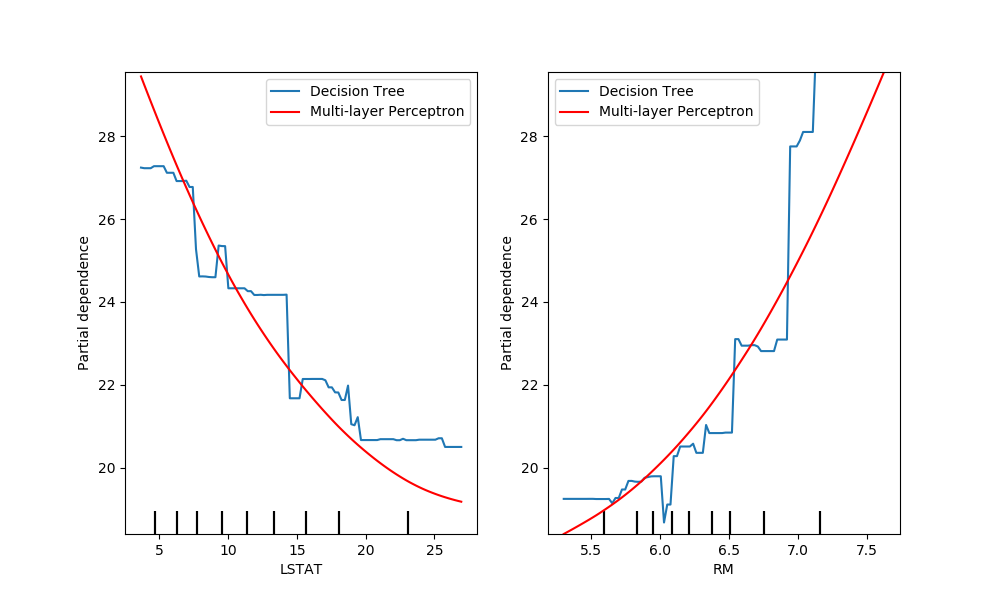 Decision Tree
Multi-layer Perceptron
28
26
24
22
20
Partial dependence
5 10 15 20 25
LSTAT
Decision Tree
Multi-layer Perceptron
28
26
24
22
20
Partial dependence
5.5 6.0 6.5 7.0 7.5
RM